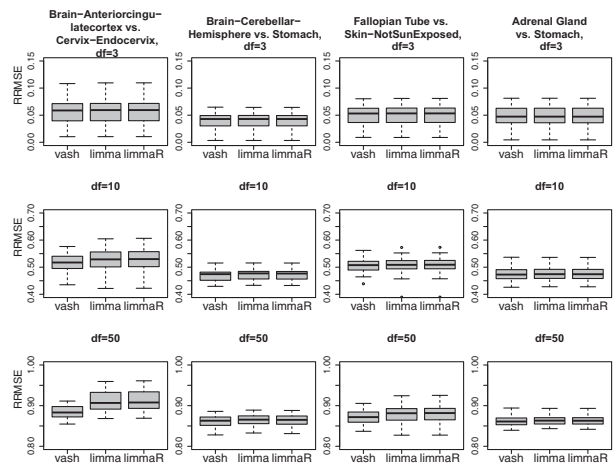 Brain−Anteriorcingu−
latecortex vs.
Cervix−Endocervix,
df=3
Brain−Cerebellar−
Hemisphere vs. Stomach,
df=3
Fallopian Tube vs.
Skin−NotSunExposed,
df=3
Adrenal Gland
vs. Stomach,
df=3
RRMSE
0.00 0.05 0.10 0.15
vash limma limmaR
0.00 0.05 0.10 0.15
vash limma limmaR
0.00 0.05 0.10 0.15
vash limma limmaR
0.00 0.05 0.10 0.15
vash limma limmaR
df=10
df=10
df=10
df=10
RRMSE
0.40 0.50 0.60 0.70
vash limma limmaR
0.40 0.50 0.60 0.70
vash limma limmaR
0.40 0.50 0.60 0.70
vash limma limmaR
0.40 0.50 0.60 0.70
vash limma limmaR
df=50
df=50
df=50
df=50
RRMSE
0.80 0.90 1.00
vash limma limmaR
0.80 0.90 1.00
vash limma limmaR
0.80 0.90 1.00
vash limma limmaR
0.80 0.90 1.00
vash limma limmaR